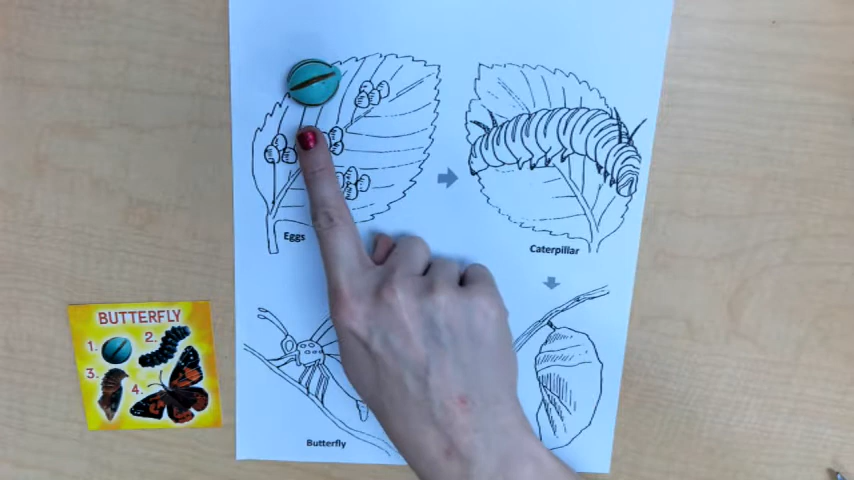 Eggs
Caterpillar
BUTTERFLY
1.
2.
3.
4.
Butterfly